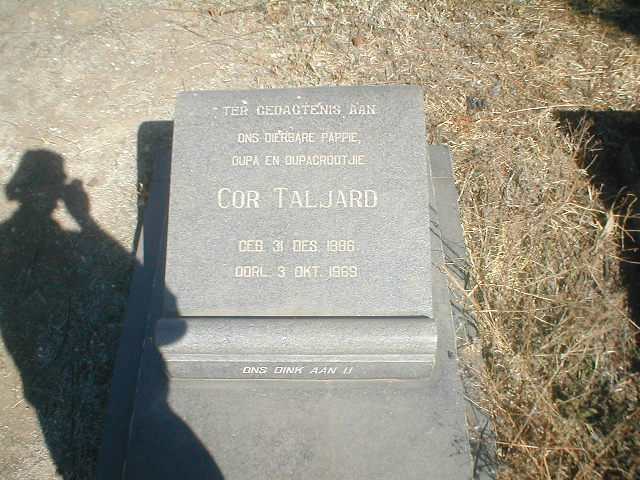 TER GEDAGTENIS AAN
ONS DIERBARE PAPPIE,
OUPA EN OUPAGROOTJIE
COR TALJARD
GEB. 31 DES. 1886.
OORL. 3 OKT. 1969
ONS DINK AAN U